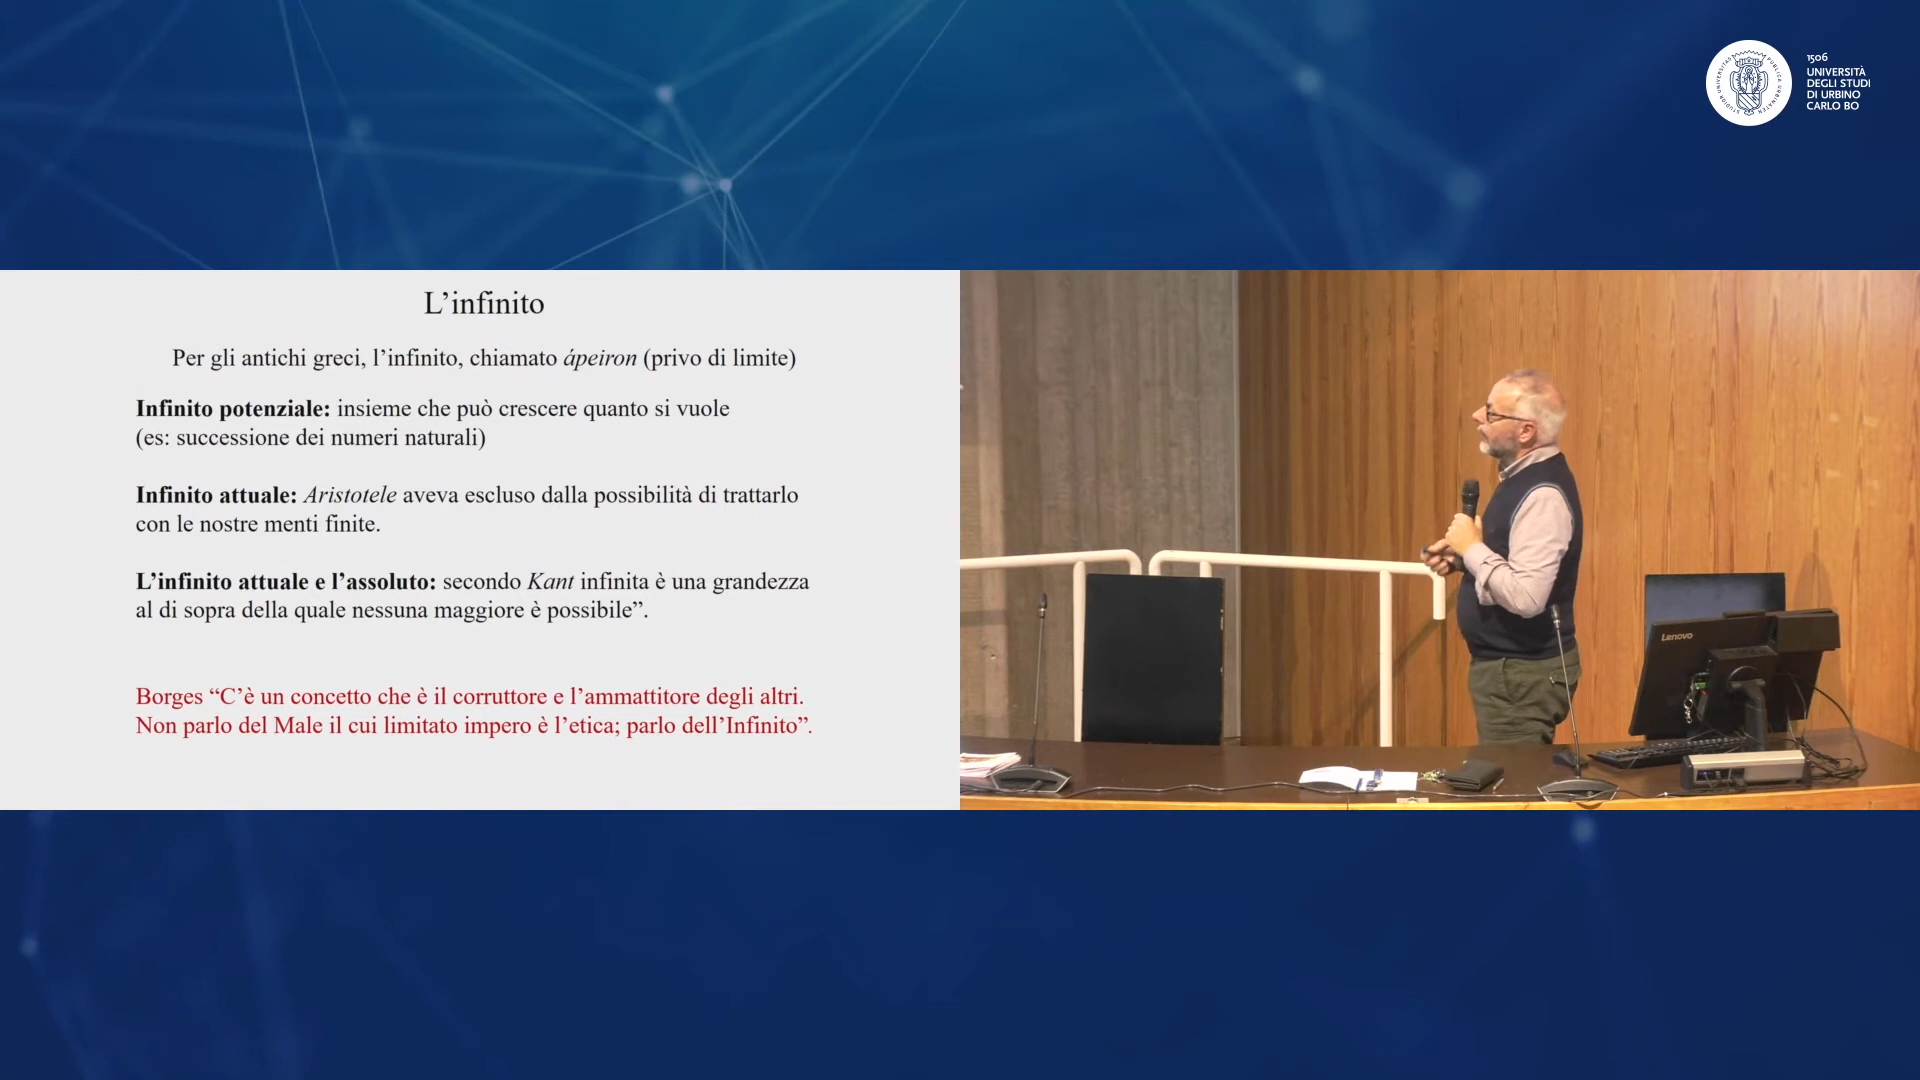 1506
UNIVERSITÀ
DEGLI STUDI
DI URBINO
CARLO BO
L’infinito
Per gli antichi greci, l’infinito, chiamato ápeiron (privo di limite)
Infinito potenziale: insieme che può crescere quanto si vuole
(es: successione dei numeri naturali)
Infinito attuale: Aristotele aveva escluso dalla possibilità di trattarlo
con le nostre menti finite.
L’infinito attuale e l’assoluto: secondo Kant infinita è una grandezza
al di sopra della quale nessuna maggiore è possibile”.
Borges “C’è un concetto che è il corruttore e l’ammattitore degli altri.
Non parlo del Male il cui limitato impero è l’etica; parlo dell’Infinito”.
Lenovo